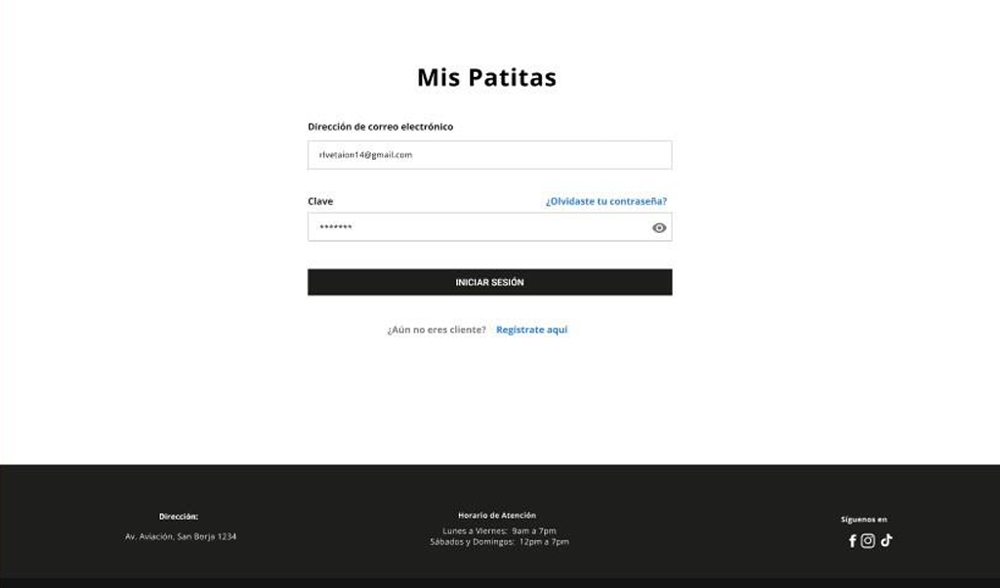 Mis Patitas
Dirección de correo electrónico
rlvetaion14@gmail.com
Clave
¿Olvidaste tu contraseña?
*******
INICIAR SESIÓN
¿Aún no eres cliente? Regístrate aquí
Dirección:
Av. Aviación, San Borja 1234
Horario de Atención
Lunes a Viernes: 9am a 7pm
Sábados y Domingos: 12pm a 7pm
Síguenos en